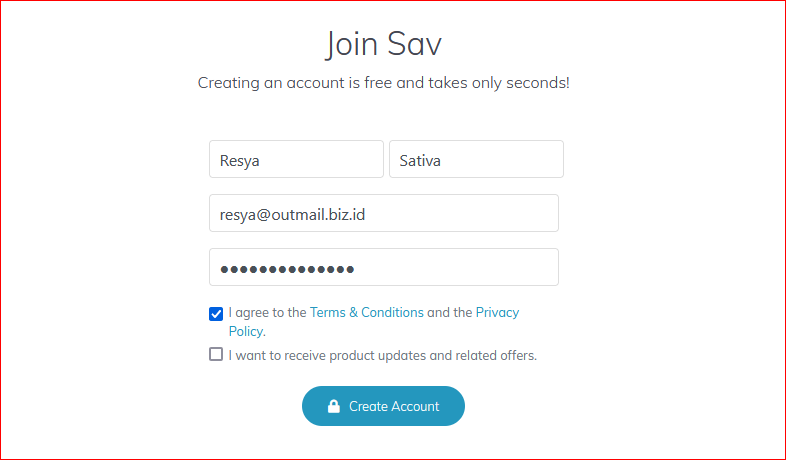 Join Sav
Creating an account is free and takes only seconds!
Resya Sativa
resya@outmail.biz.id
••••••••••••••
I agree to the Terms & Conditions and the Privacy
Policy.
I want to receive product updates and related offers.
Create Account